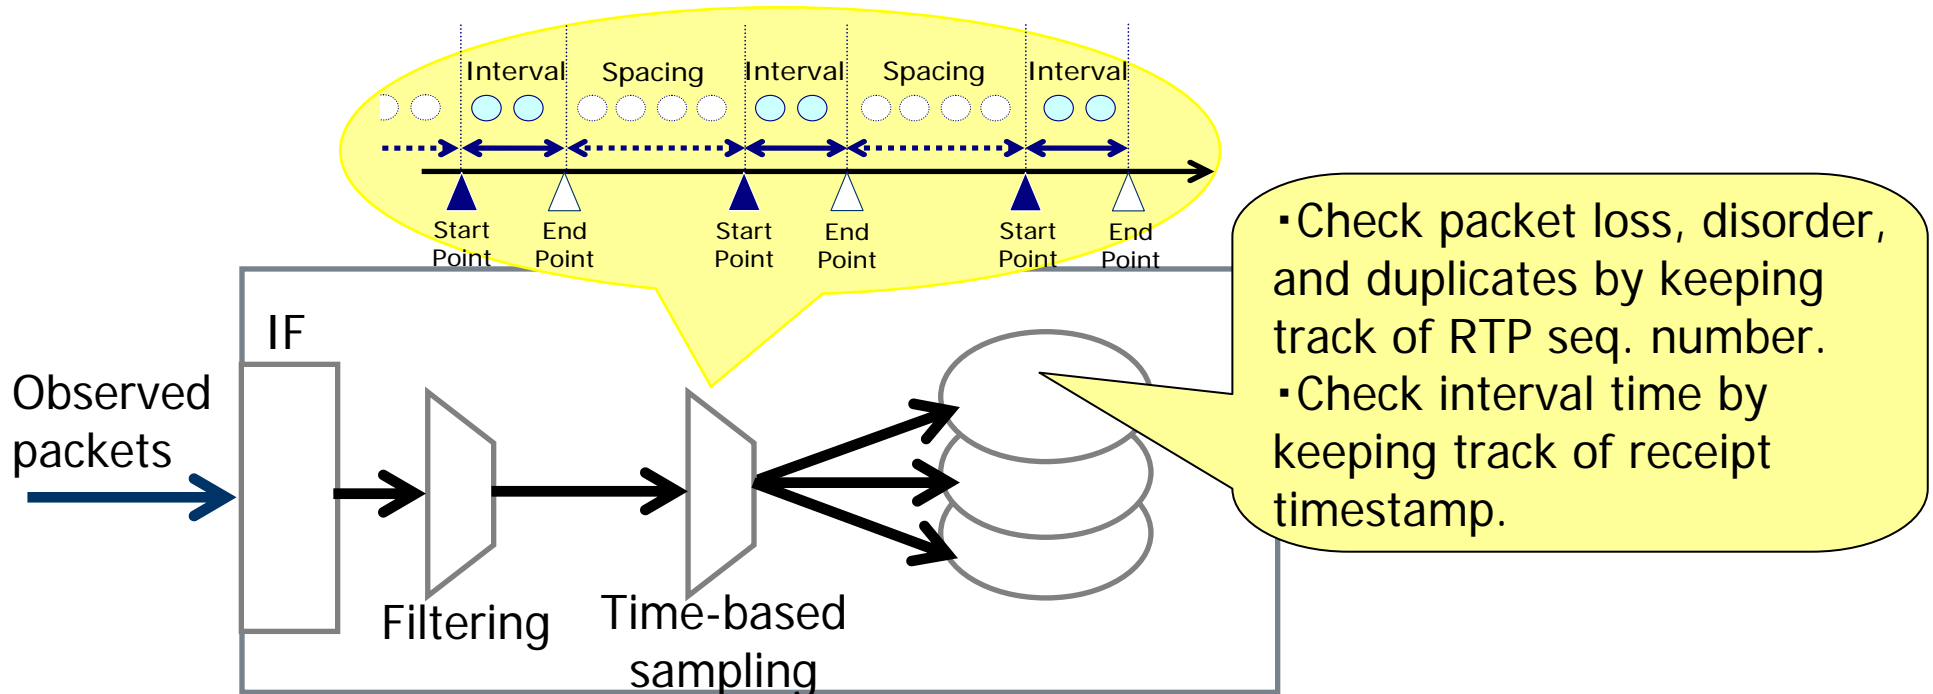 Interval Spacing Interval Spacing Interval
Start End Start End Start End
Point Point Point Point Point Point
IF
Observed
packets
Filtering
Time-based
sampling
・Check packet loss, disorder,
and duplicates by keeping
track of RTP seq. number.
・Check interval time by
keeping track of receipt
timestamp.